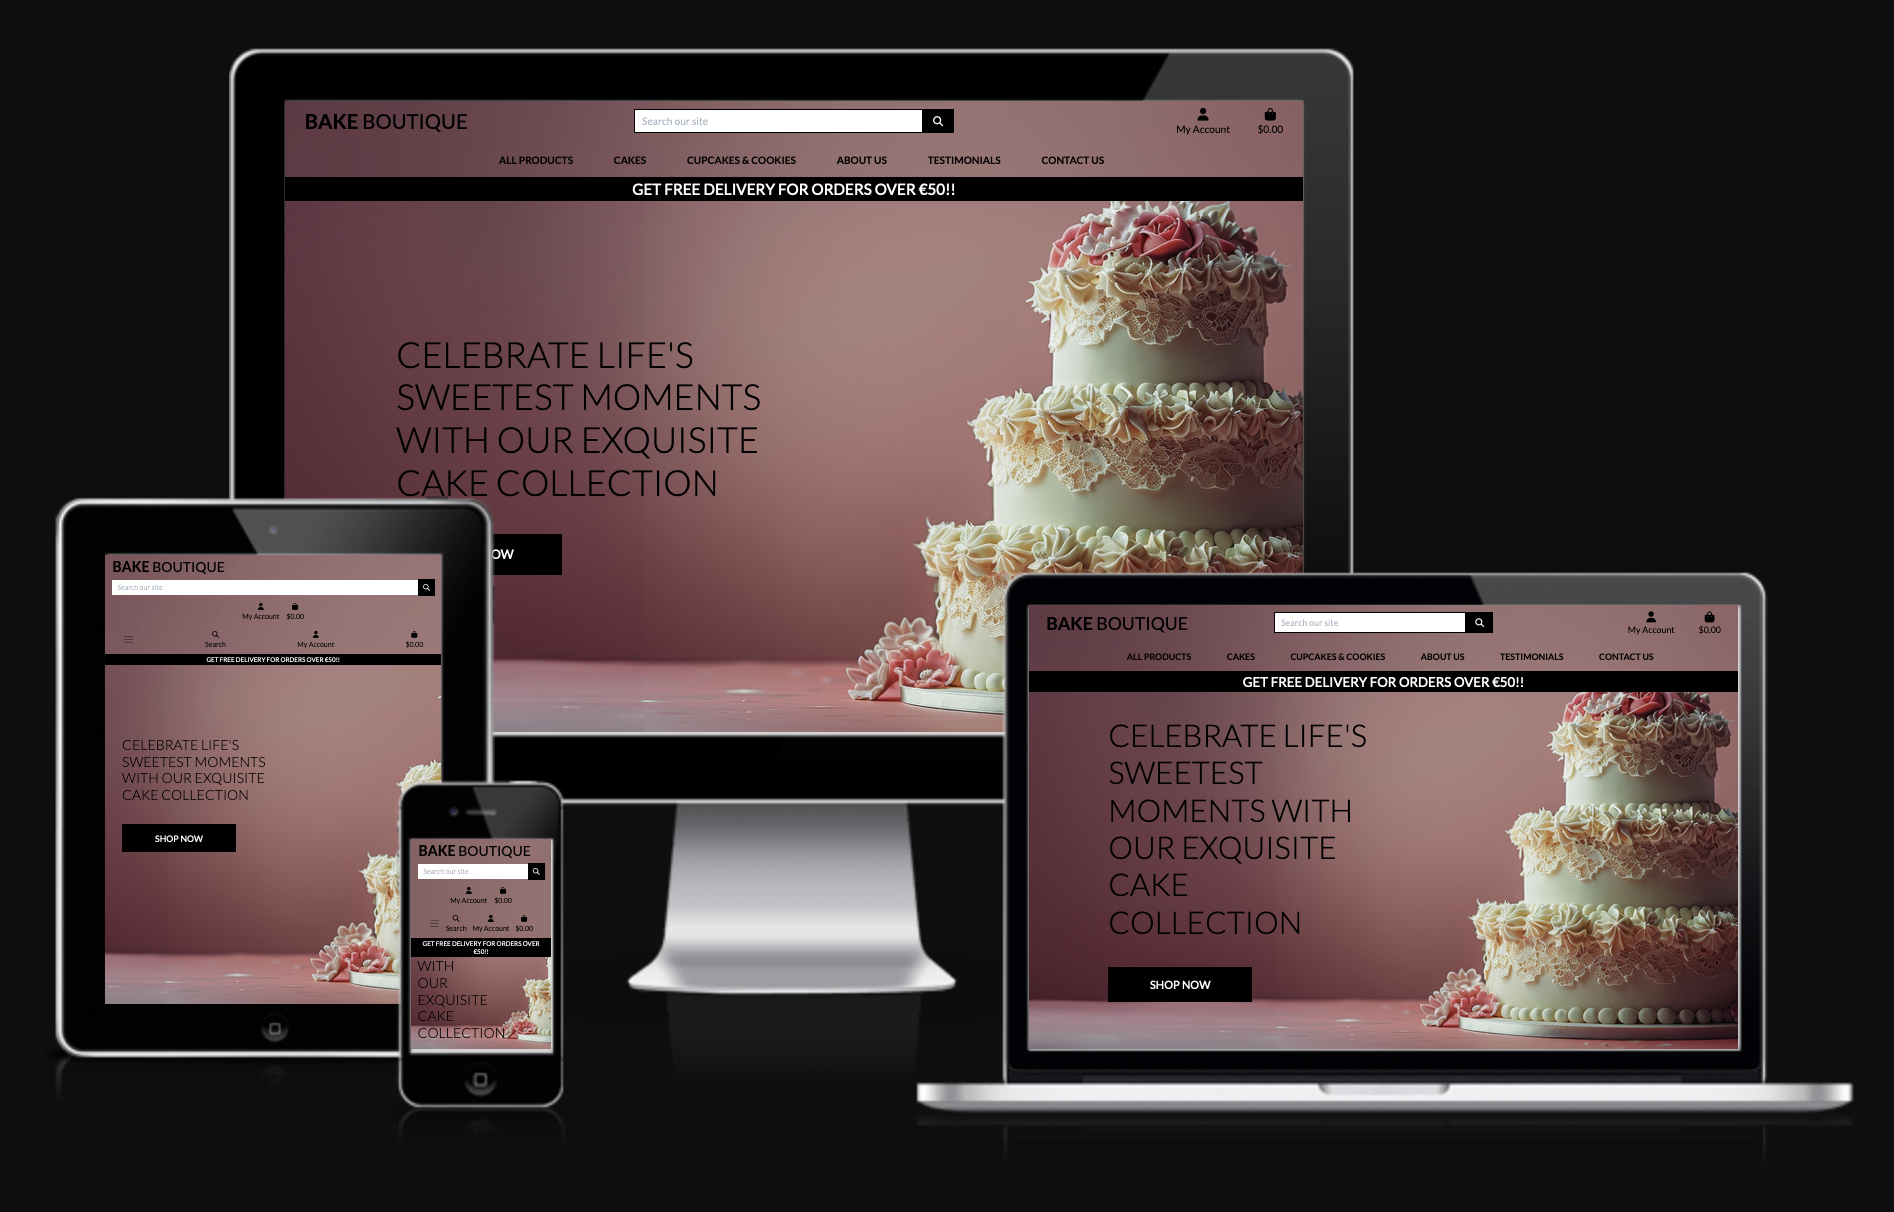 BAKE BOUTIQUE
Search our site
My Account
$0.00
ALL PRODUCTS CAKES CUPCAKES & COOKIES ABOUT US TESTIMONIALS CONTACT US
GET FREE DELIVERY FOR ORDERS OVER €50!!
CELEBRATE LIFE'S
SWEETEST MOMENTS
WITH OUR EXQUISITE
CAKE COLLECTION
OW
BAKE BOUTIQUE
Search our site
My Account $0.00
Search My Account $0.00
GET FREE DELIVERY FOR ORDERS OVER €50!!
CELEBRATE LIFE'S
SWEETEST MOMENTS
WITH OUR EXQUISITE
CAKE COLLECTION
SHOP NOW
BAKE BOUTIQUE
Search our site
My Account $0.00
Search My Account $0.00
GET FREE DELIVERY FOR ORDERS OVER
€50!!
WITH
OUR
EXQUISITE
CAKE
COLLECTION
BAKE BOUTIQUE
Search our site
My Account
$0.00
ALL PRODUCTS CAKES CUPCAKES & COOKIES ABOUT US TESTIMONIALS CONTACT US
GET FREE DELIVERY FOR ORDERS OVER €50!!
CELEBRATE LIFE'S
SWEETEST
MOMENTS WITH
OUR EXQUISITE
CAKE
COLLECTION
SHOP NOW